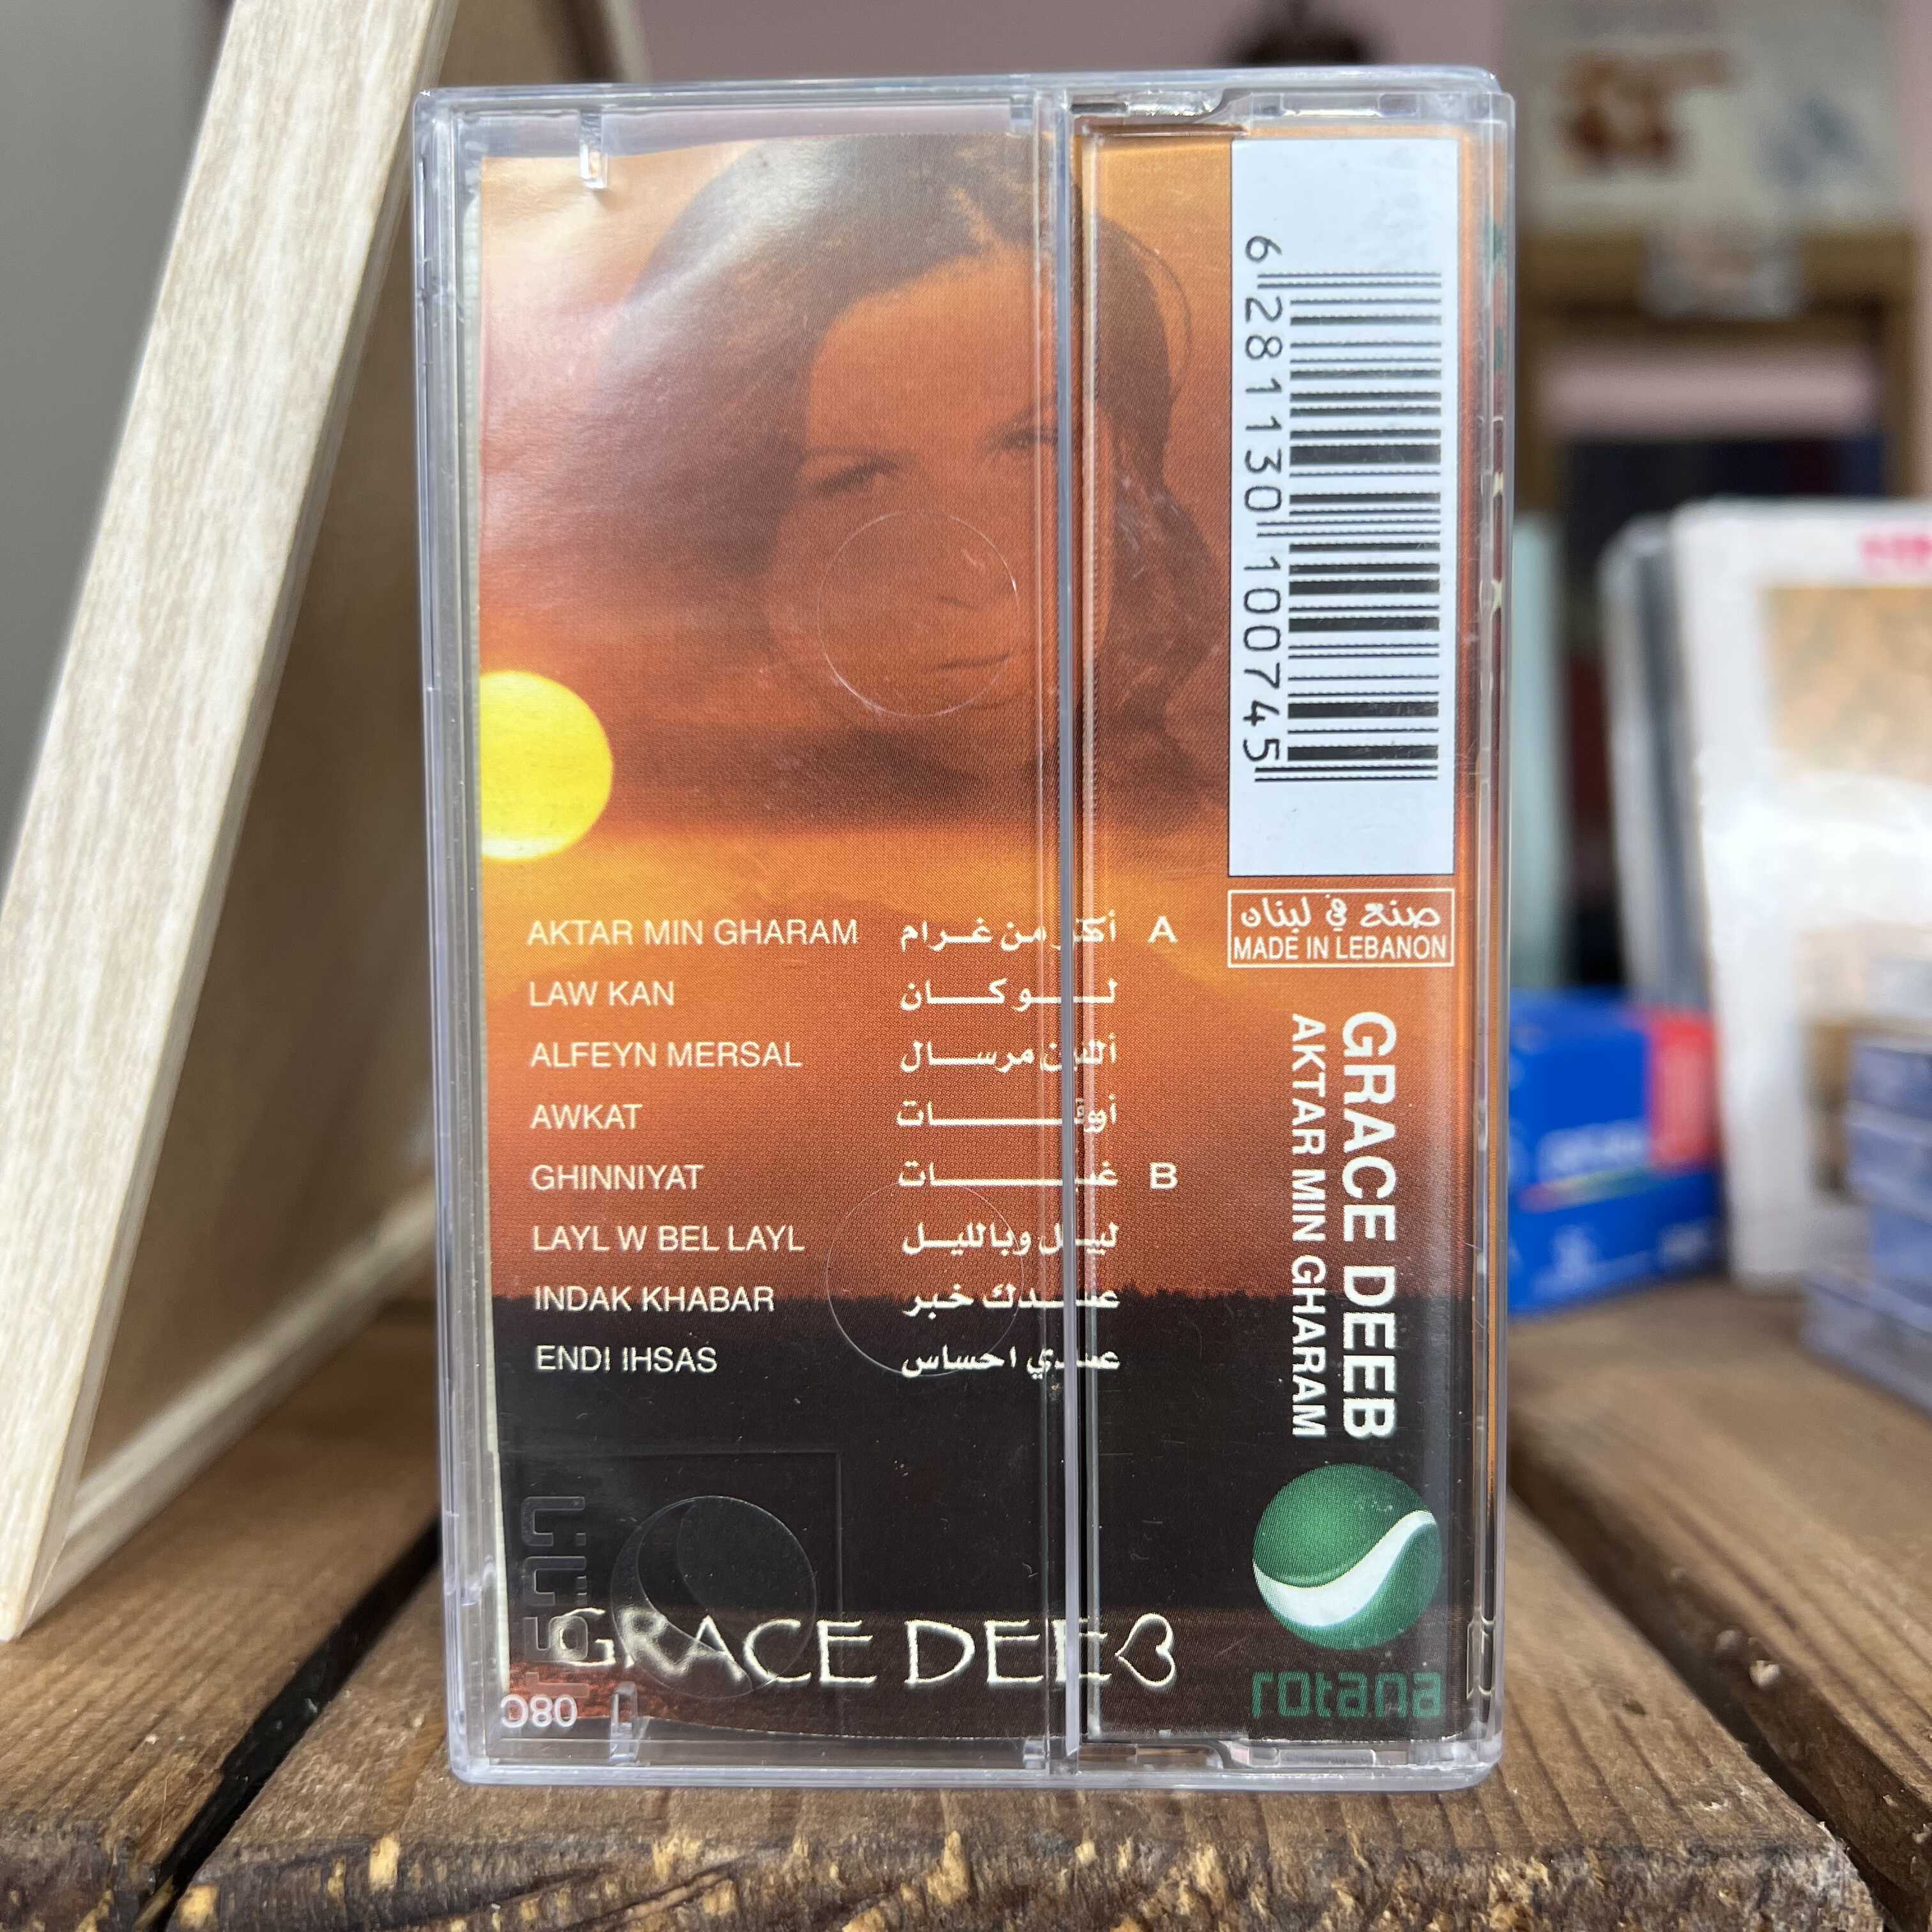 AKTAR MIN GHARAM أكثر من غرام A
LAW KAN لو كان
ALFEYN MERSAL ألفين مرسال
AWKAT أوقات
GHINNIYAT غنيات B
LAYL W BEL LAYL ليل وبالليل
INDAK KHABAR عندك خبر
ENDI IHSAS عندي احساس
GRACE DEEB
080
6 281130 100745
صنع في لبنان
MADE IN LEBANON
GRACE DEEB
AKTAR MIN GHARAM
rotana